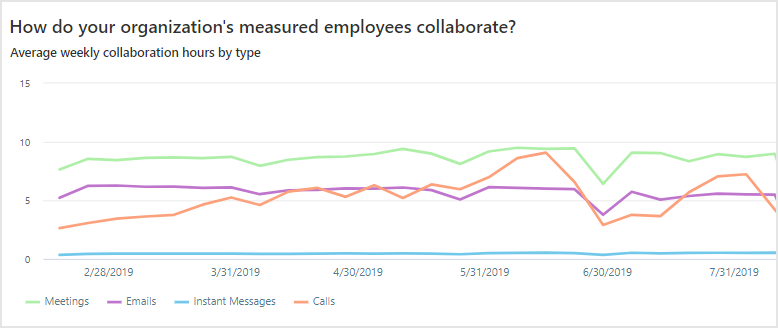 How do your organization's measured employees collaborate?
Average weekly collaboration hours by type
15
10
5
0
2/28/2019 3/31/2019 4/30/2019 5/31/2019 6/30/2019 7/31/2019
Meetings Emails Instant Messages Calls